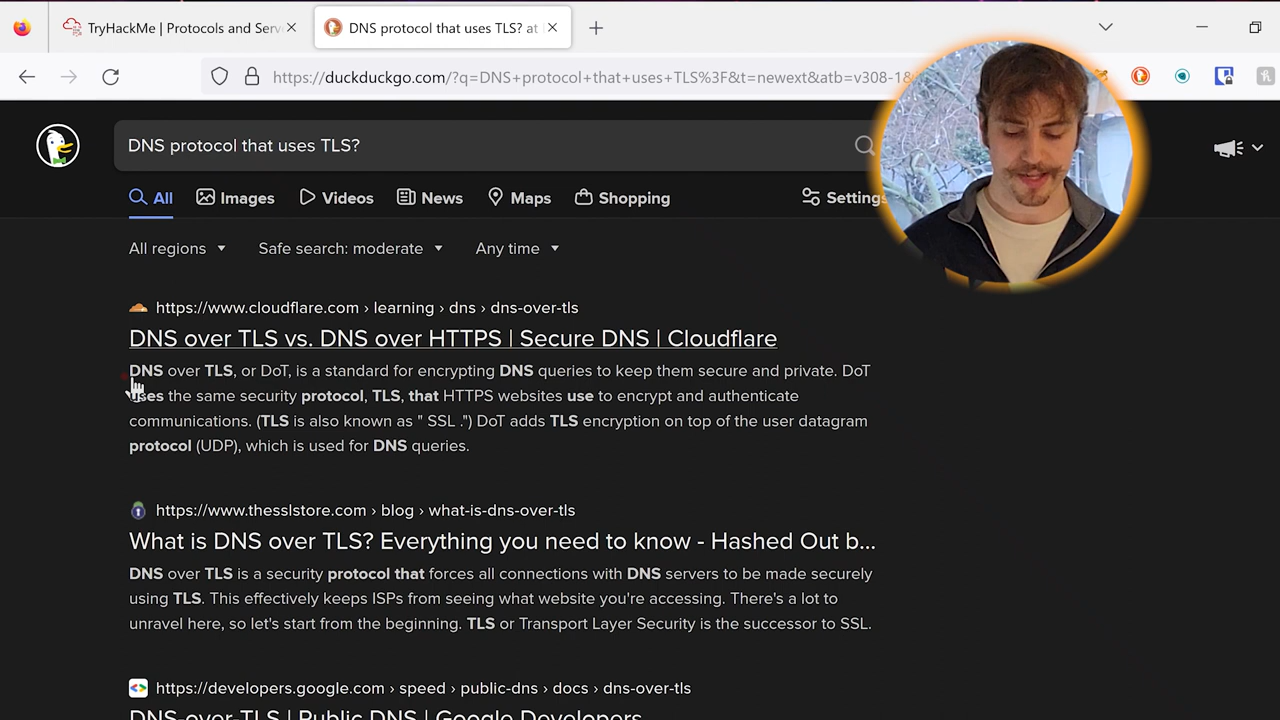 TryHackMe | Protocols and Serv
DNS protocol that uses TLS? at
https://duckduckgo.com/?q=DNS+protocol+that+uses+TLS%3F&t=newext&atb=v308-1&
DNS protocol that uses TLS?
All Images Videos News Maps Shopping Settings
All regions Safe search: moderate Any time
https://www.cloudflare.com › learning › dns › dns-over-tls
DNS over TLS vs. DNS over HTTPS | Secure DNS | Cloudflare
DNS over TLS, or DoT, is a standard for encrypting DNS queries to keep them secure and private. DoT
uses the same security protocol, TLS, that HTTPS websites use to encrypt and authenticate
communications. (TLS is also known as " SSL .") DoT adds TLS encryption on top of the user datagram
protocol (UDP), which is used for DNS queries.
https://www.thesslstore.com › blog › what-is-dns-over-tls
What is DNS over TLS? Everything you need to know - Hashed Out b...
DNS over TLS is a security protocol that forces all connections with DNS servers to be made securely
using TLS. This effectively keeps ISPs from seeing what website you're accessing. There's a lot to
unravel here, so let's start from the beginning. TLS or Transport Layer Security is the successor to SSL.
https://developers.google.com › speed › public-dns › docs › dns-over-tls
DNS-over-TLS | Public DNS | Google Developers